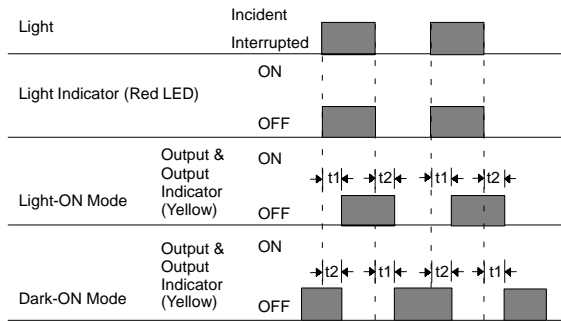 Light
Incident
Interrupted
Light Indicator (Red LED)
ON
OFF
Light-ON Mode
Output &
Output
Indicator
(Yellow)
ON
OFF
t1
t2
t1
t2
Dark-ON Mode
Output &
Output
Indicator
(Yellow)
ON
OFF
t2
t1
t2
t1